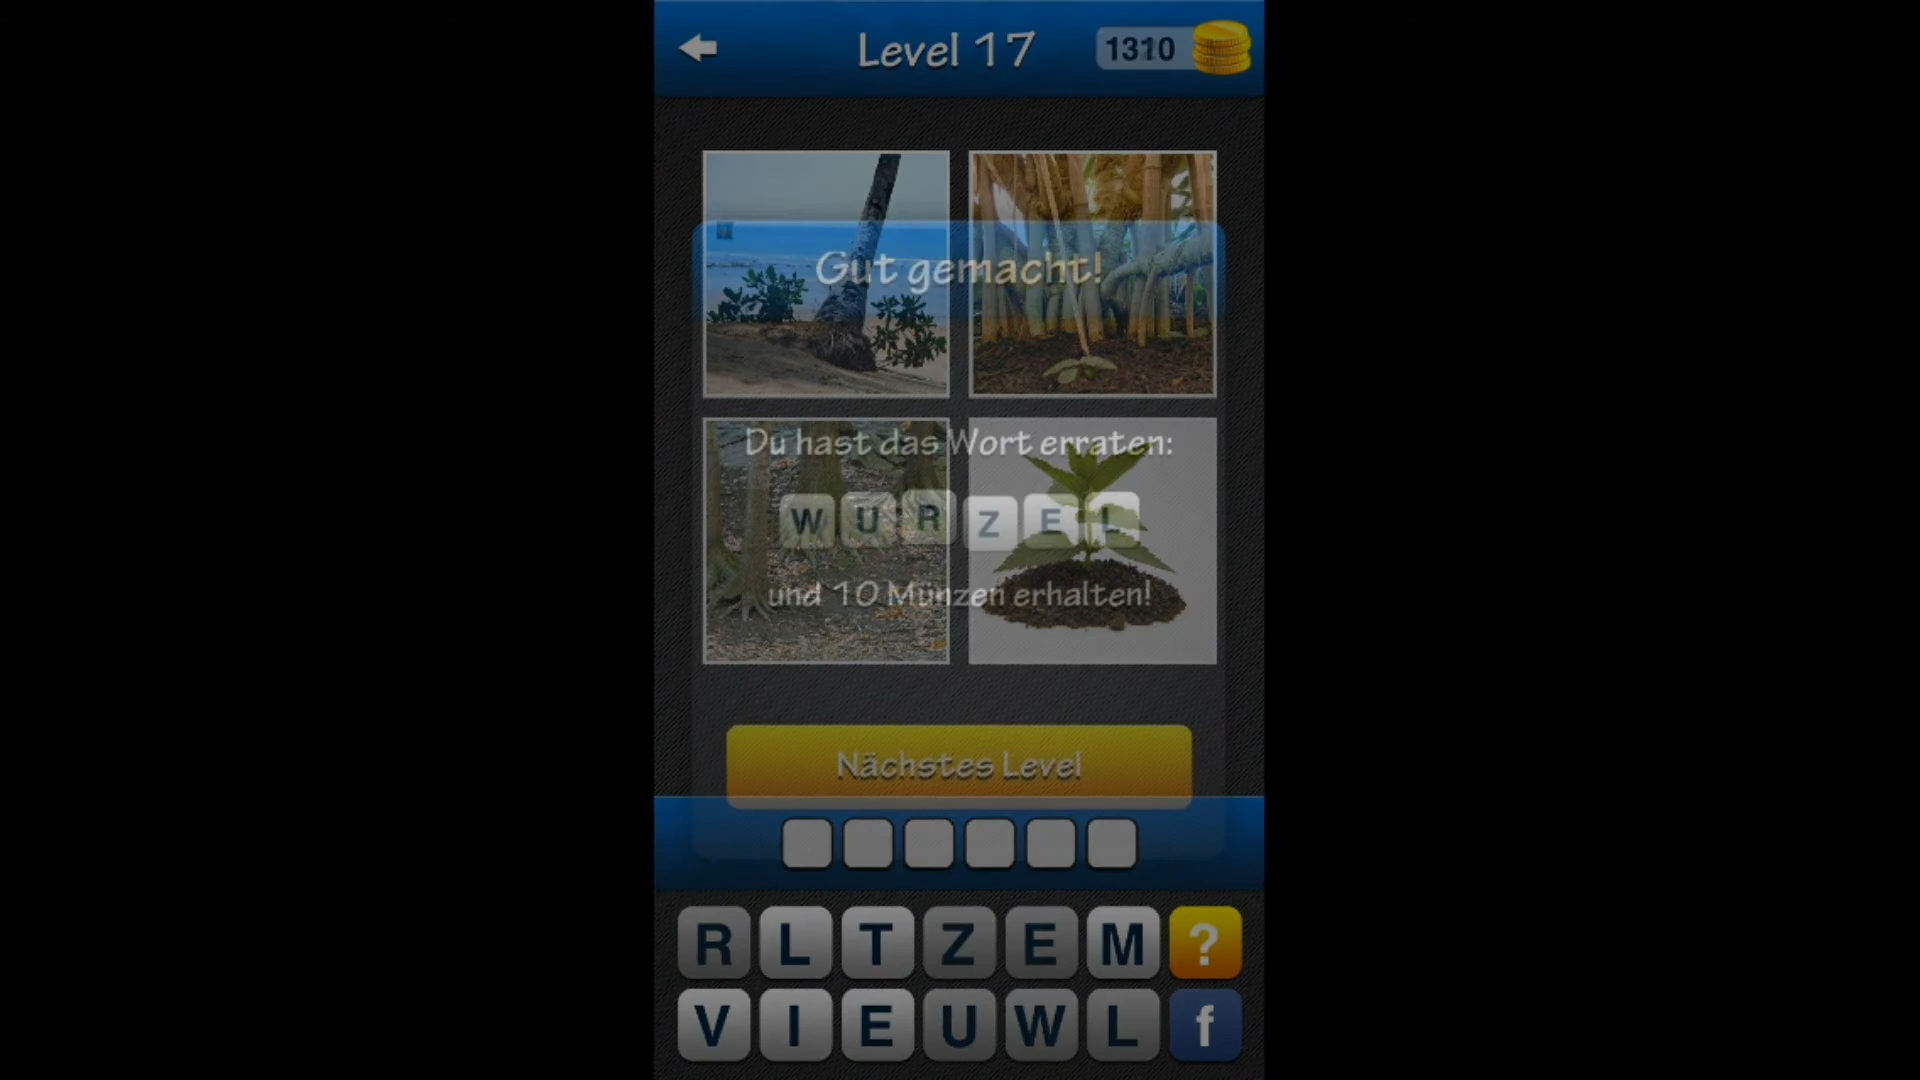 Level 17
1310
Gut gemacht!
Du hast das Wort erraten:
WURZEL
und 10 Münzen erhalten!
Nächstes Level
R L T Z E M ?
V I E U W L f